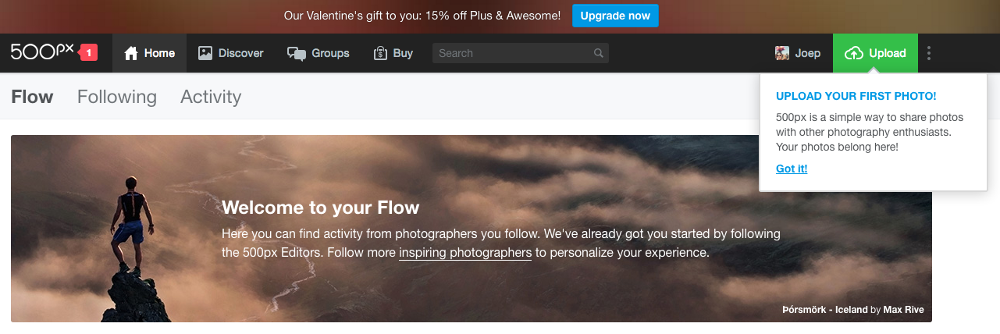 Our Valentine's gift to you: 15% off Plus & Awesome! Upgrade now
500px 1 Home Discover Groups Buy Search Joep Upload
Flow Following Activity
UPLOAD YOUR FIRST PHOTO!
500px is a simple way to share photos
with other photography enthusiasts.
Your photos belong here!
Got it!
Welcome to your Flow
Here you can find activity from photographers you follow. We've already got you started by following
the 500px Editors. Follow more inspiring photographers to personalize your experience.
Þórsmörk - Iceland by Max Rive